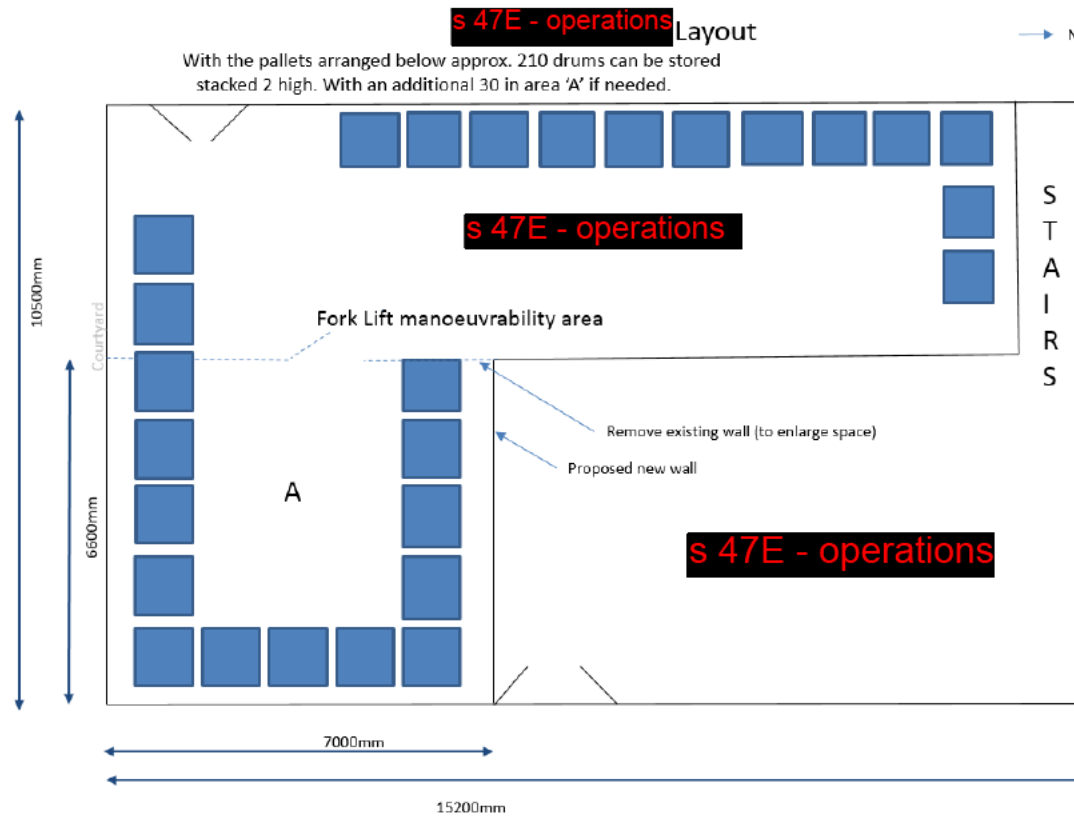 s 47E - operations Layout
N
With the pallets arranged below approx. 210 drums can be stored
stacked 2 high. With an additional 30 in area ‘A’ if needed.
s 47E - operations
STAIRS
10500mm
Courtyard
Fork Lift manoeuvrability area
Remove existing wall (to enlarge space)
Proposed new wall
A
6600mm
s 47E - operations
7000mm
15200mm